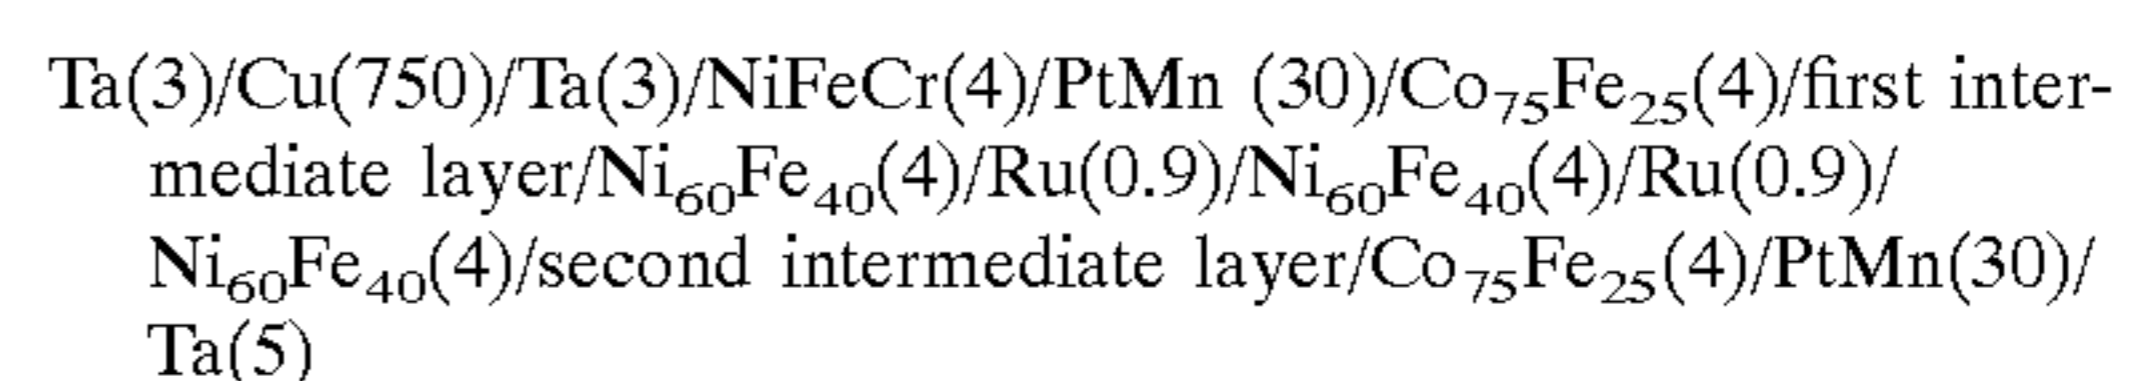 Ta(3)/Cu(750)/Ta(3)/NiFeCr(4)/PtMn (30)/Co₇₅Fe₂₅(4)/first inter-
mediate layer/Ni₆₀Fe₄₀(4)/Ru(0.9)/Ni₆₀Fe₄₀(4)/Ru(0.9)/
Ni₆₀Fe₄₀(4)/second intermediate layer/Co₇₅Fe₂₅(4)/PtMn(30)/
Ta(5)